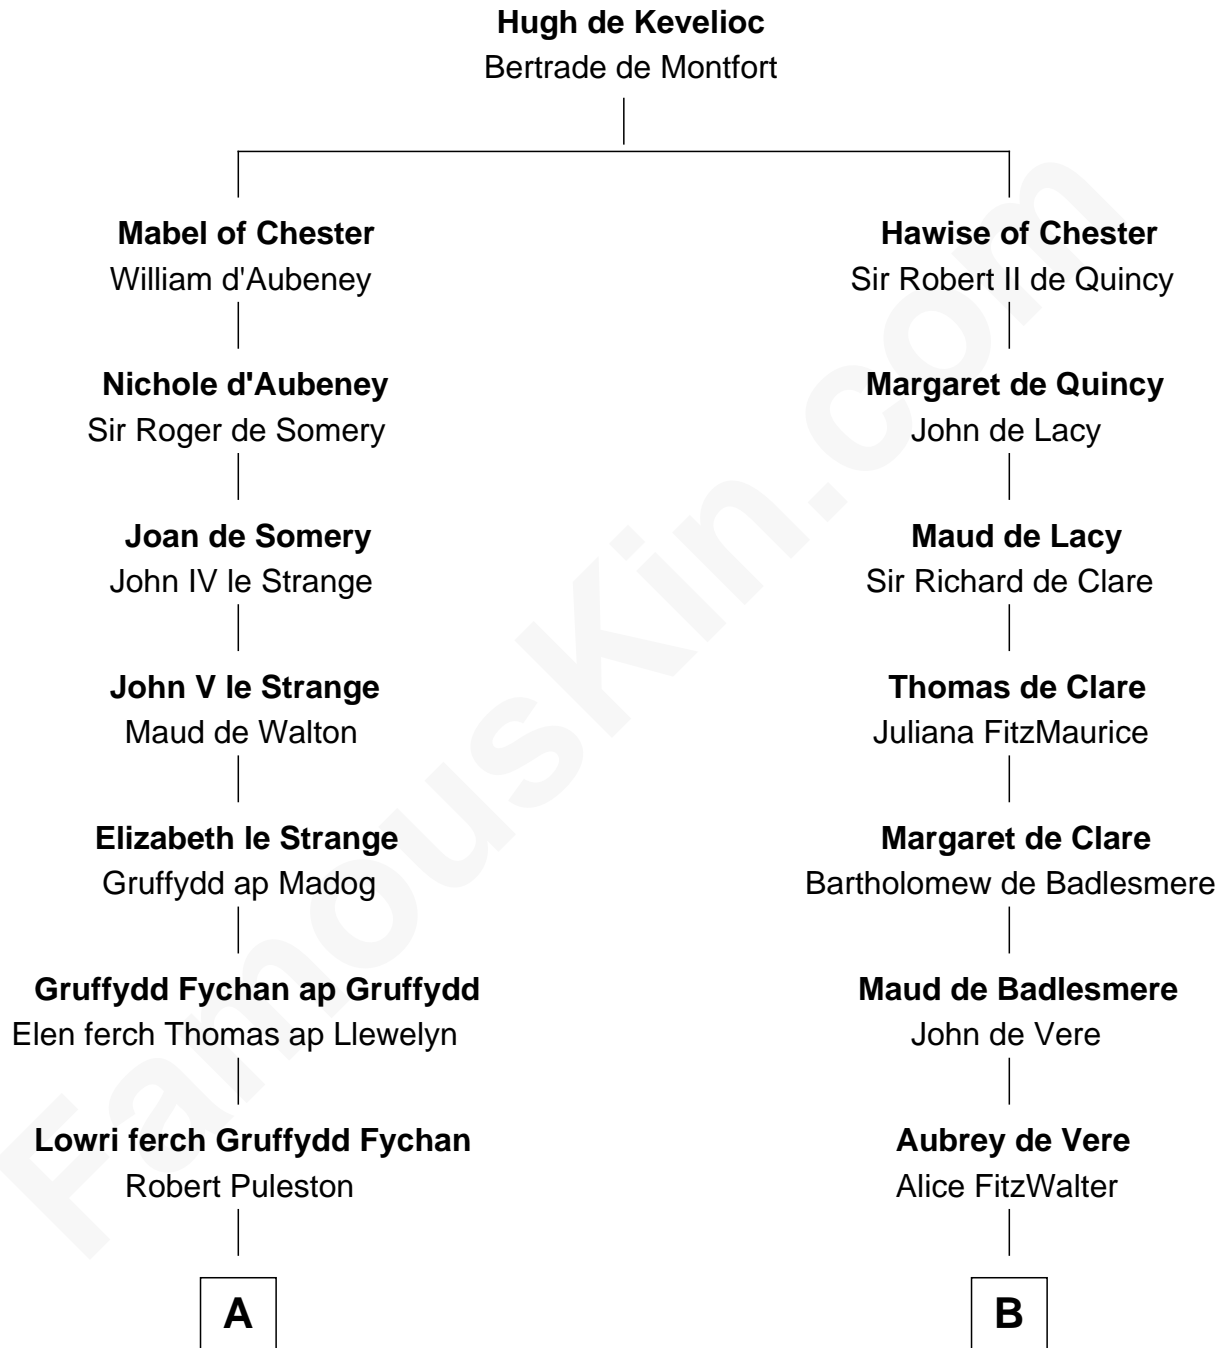 Hugh de Kevelioc
Bertrade de Montfort
Mabel of Chester
William d'Aubeney
Hawise of Chester
Sir Robert II de Quincy
Nichole d'Aubeney
Sir Roger de Somery
Margaret de Quincy
John de Lacy
Joan de Somery
John IV le Strange
Maud de Lacy
Sir Richard de Clare
John V le Strange
Maud de Walton
Thomas de Clare
Juliana FitzMaurice
Elizabeth le Strange
Gruffydd ap Madog
Margaret de Clare
Bartholomew de Badlesmere
Gruffydd Fychan ap Gruffydd
Elen ferch Thomas ap Llewelyn
Maud de Badlesmere
John de Vere
Lowri ferch Gruffydd Fychan
Robert Puleston
Aubrey de Vere
Alice FitzWalter
A
B
FamousKin.com